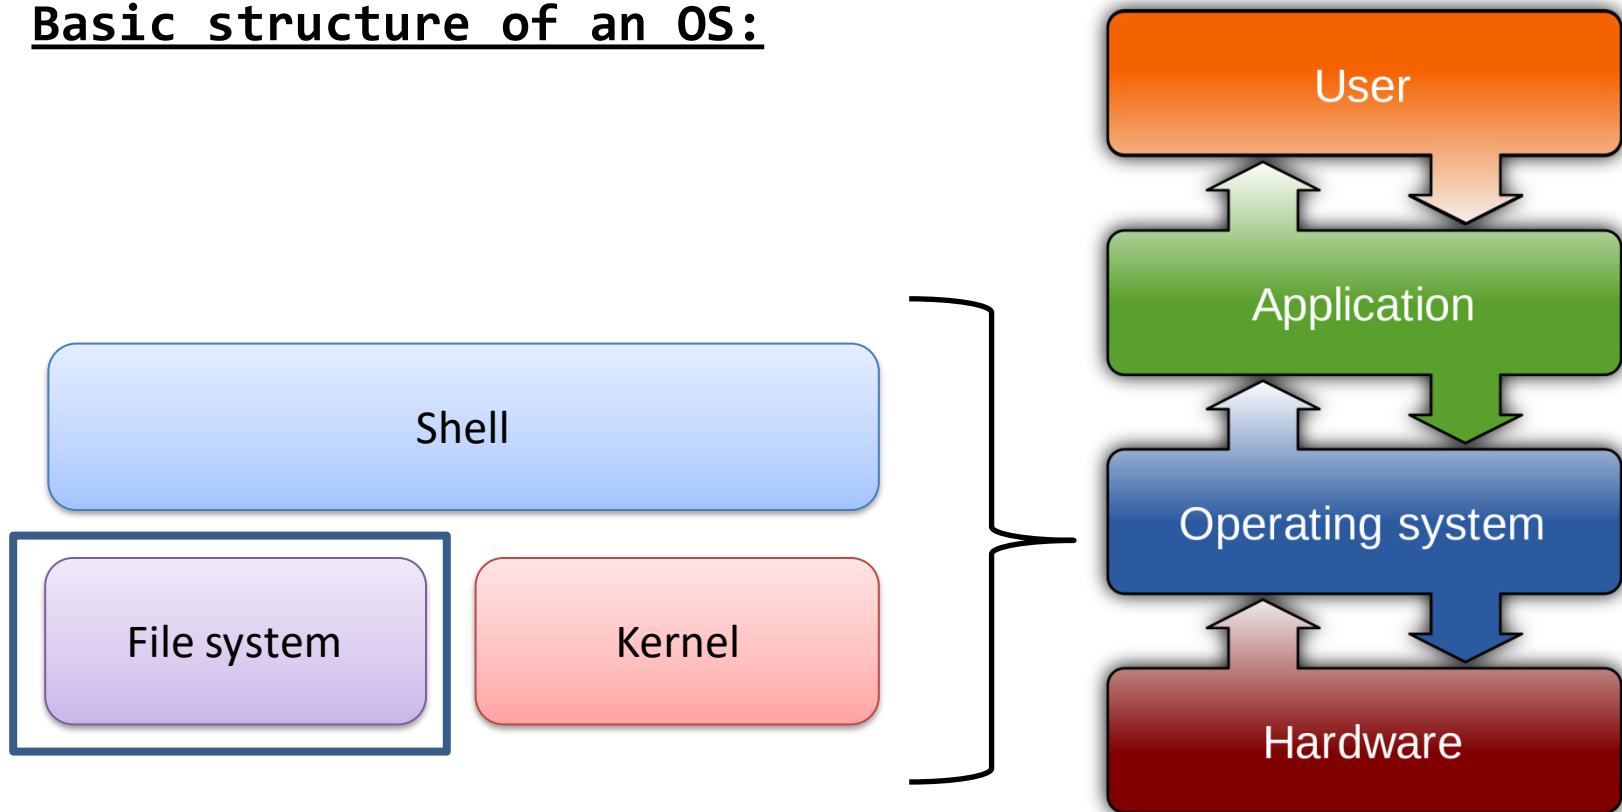 Basic structure of an OS:
User
Application
Shell
Operating system
File system
Kernel
Hardware